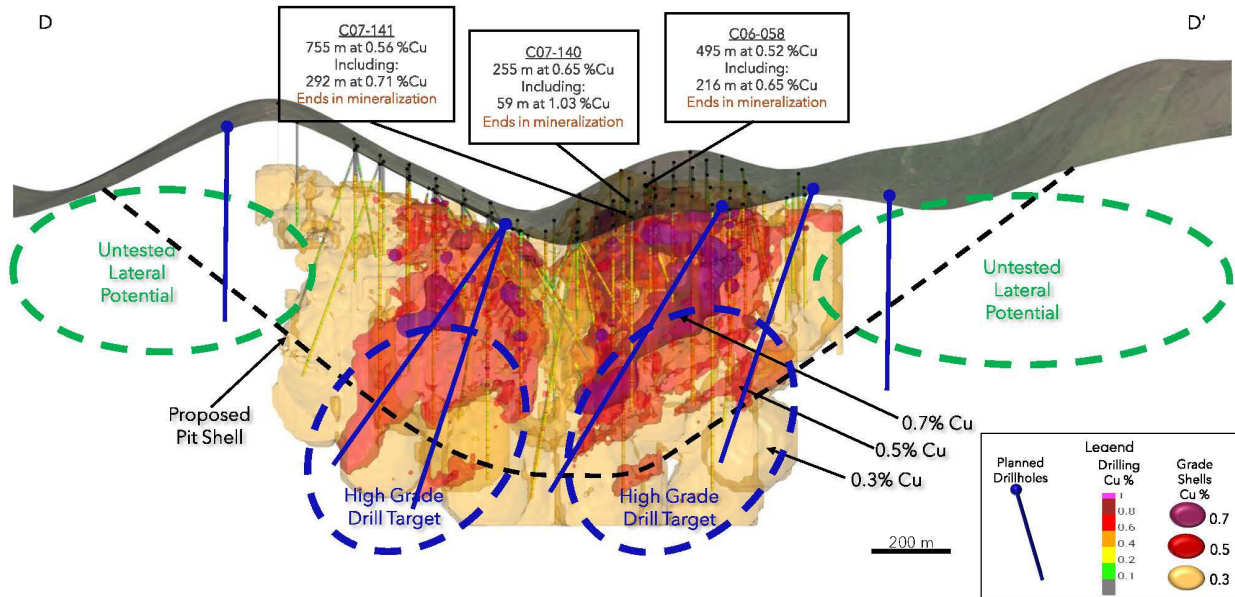 D
D'
C07-141
755 m at 0.56 %Cu
Including:
292 m at 0.71 %Cu
Ends in mineralization
C07-140
255 m at 0.65 %Cu
Including:
59 m at 1.03 %Cu
Ends in mineralization
C06-058
495 m at 0.52 %Cu
Including:
216 m at 0.65 %Cu
Ends in mineralization
Untested
Lateral
Potential
Untested
Lateral
Potential
Proposed
Pit Shell
High Grade
Drill Target
High Grade
Drill Target
0.7% Cu
0.5% Cu
0.3% Cu
200 m
Legend
Planned
Drillholes
Drilling
Cu %
1
0.8
0.6
0.4
0.2
0.1
Grade
Shells
Cu %
0.7
0.5
0.3